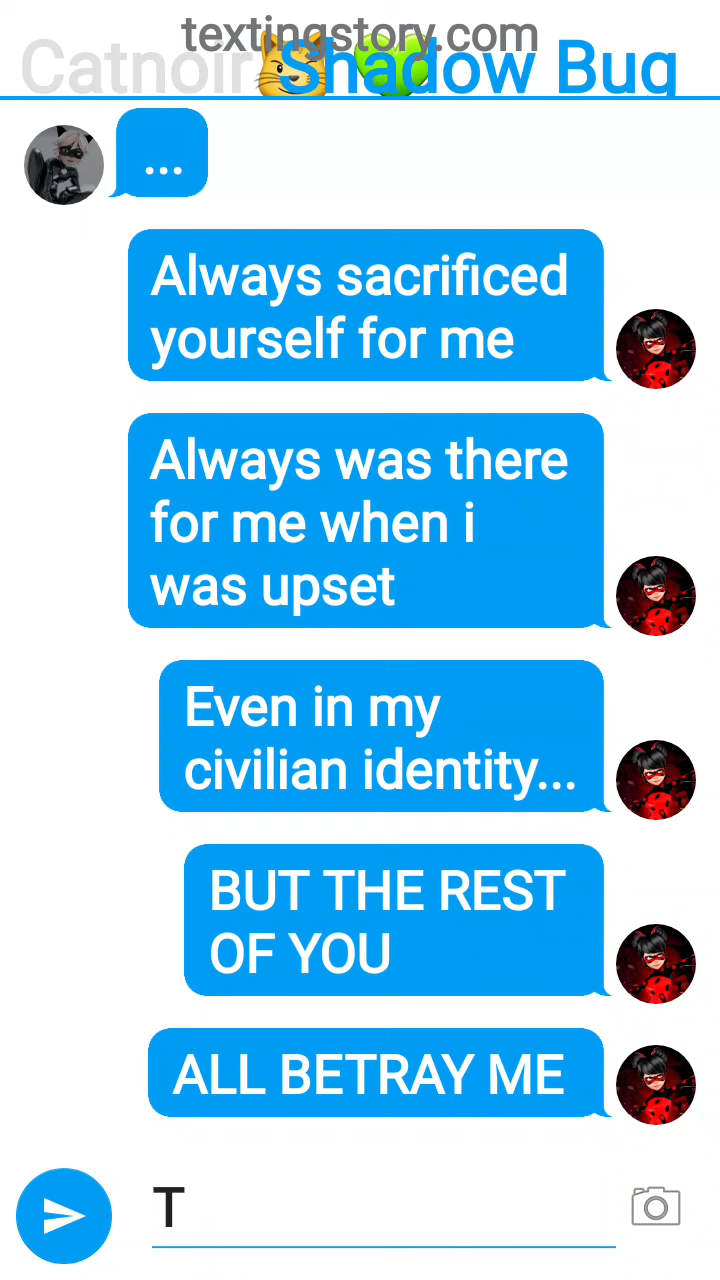 textingstory.com
Catnoir😼 Shadow Bug
...
Always sacrificed
yourself for me
Always was there
for me when i
was upset
Even in my
civilian identity...
BUT THE REST
OF YOU
ALL BETRAY ME
T